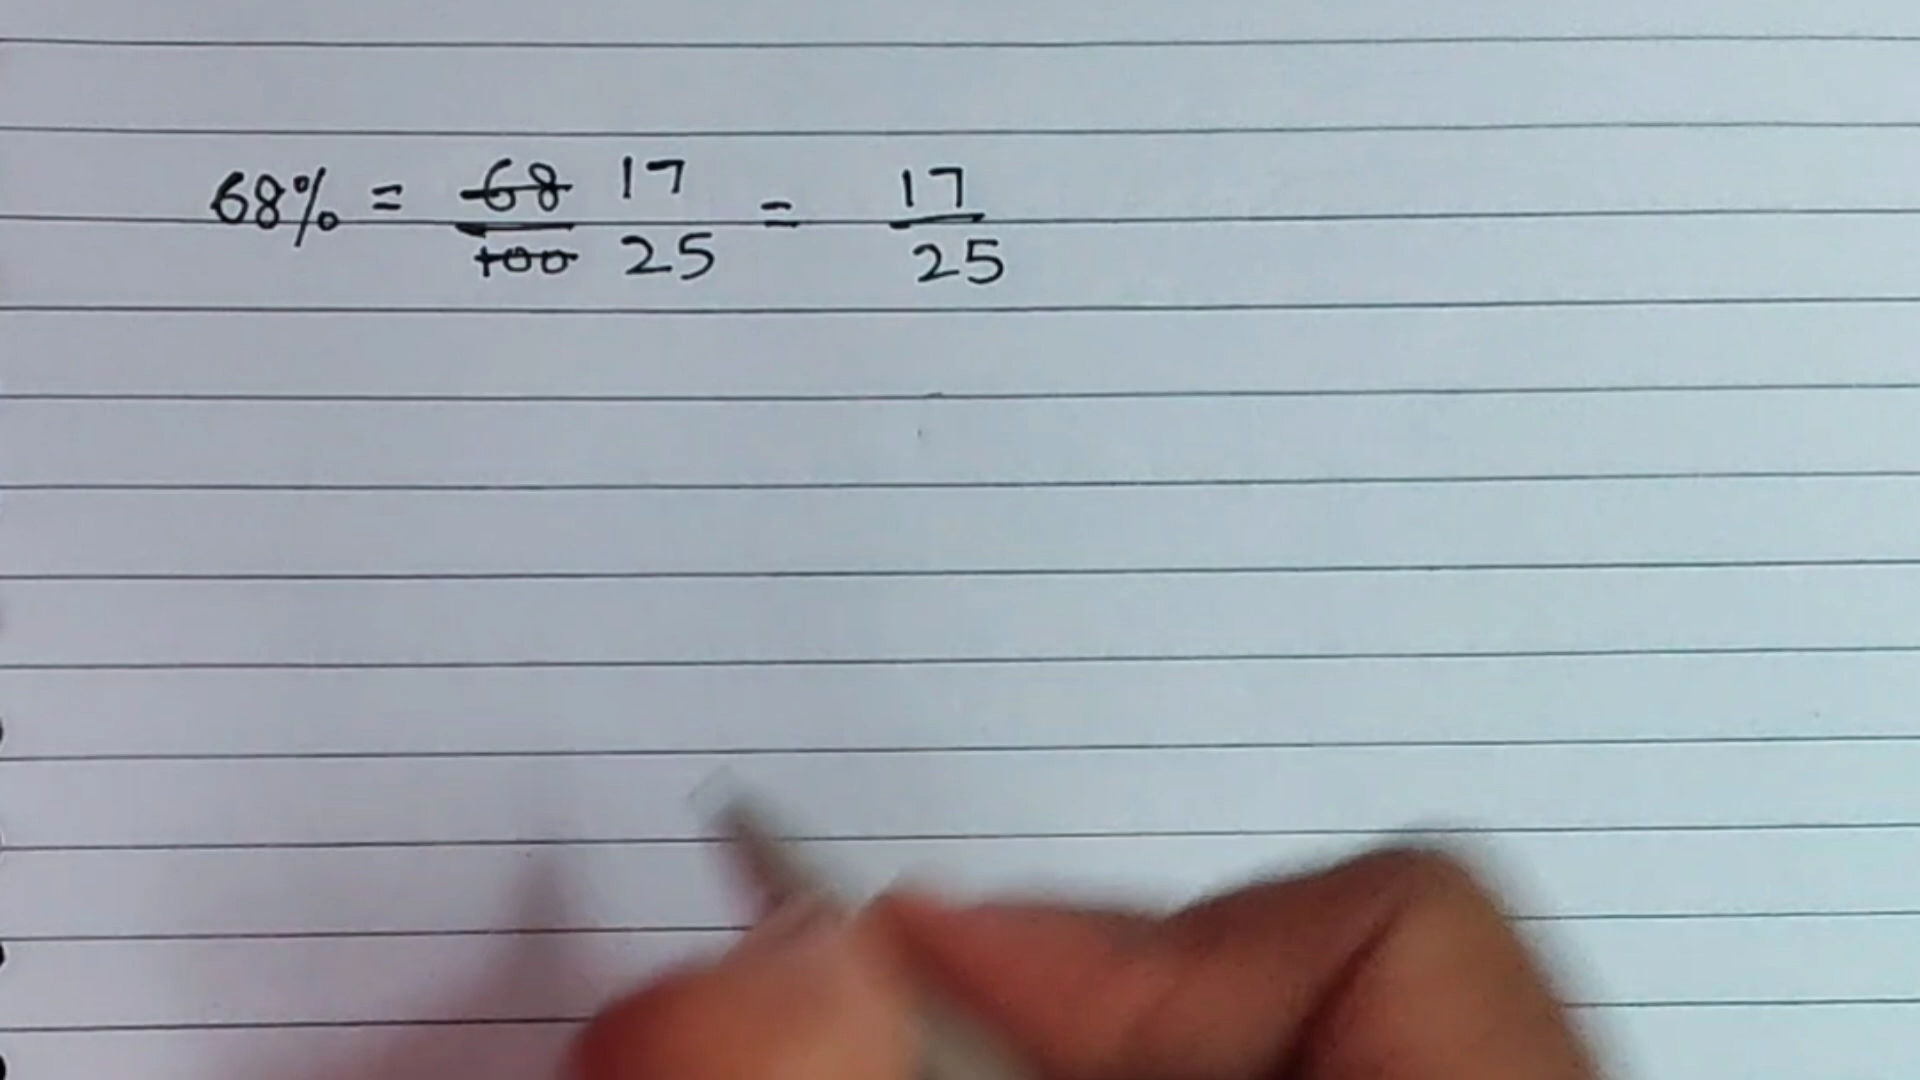 68% = 68/100 17/25 = 17/25